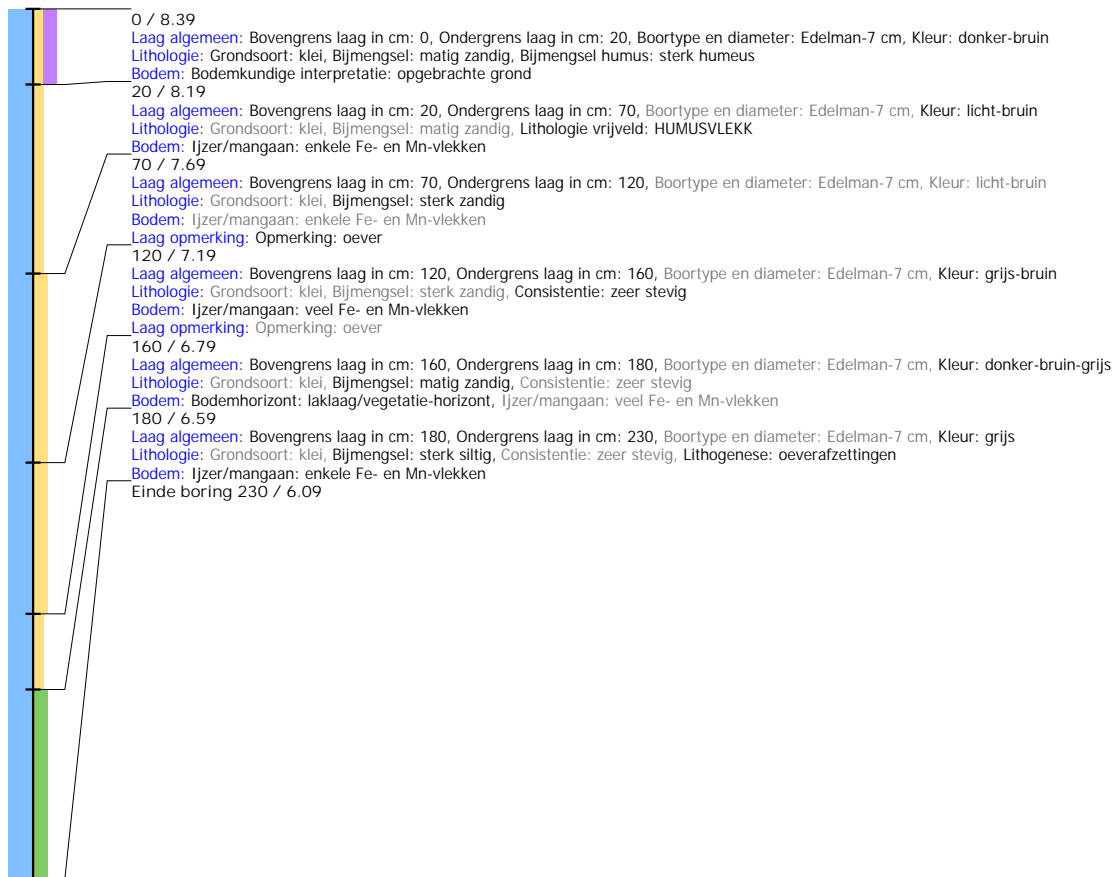 0 / 8.39
Laag algemeen: Bovengrens laag in cm: 0, Ondergrens laag in cm: 20, Boortype en diameter: Edelman-7 cm, Kleur: donker-bruin
Lithologie: Grondsoort: klei, Bijmengsel: matig zandig, Bijmengsel humus: sterk humeus
Bodem: Bodemkundige interpretatie: opgebrachte grond
20 / 8.19
Laag algemeen: Bovengrens laag in cm: 20, Ondergrens laag in cm: 70, Boortype en diameter: Edelman-7 cm, Kleur: licht-bruin
Lithologie: Grondsoort: klei, Bijmengsel: matig zandig, Lithologie vrijveld: HUMUSVLEKK
Bodem: Ijzer/mangaan: enkele Fe- en Mn-vlekken
70 / 7.69
Laag algemeen: Bovengrens laag in cm: 70, Ondergrens laag in cm: 120, Boortype en diameter: Edelman-7 cm, Kleur: licht-bruin
Lithologie: Grondsoort: klei, Bijmengsel: sterk zandig
Bodem: Ijzer/mangaan: enkele Fe- en Mn-vlekken
Laag opmerking: Opmerking: oever
120 / 7.19
Laag algemeen: Bovengrens laag in cm: 120, Ondergrens laag in cm: 160, Boortype en diameter: Edelman-7 cm, Kleur: grijs-bruin
Lithologie: Grondsoort: klei, Bijmengsel: sterk zandig, Consistentie: zeer stevig
Bodem: Ijzer/mangaan: veel Fe- en Mn-vlekken
Laag opmerking: Opmerking: oever
160 / 6.79
Laag algemeen: Bovengrens laag in cm: 160, Ondergrens laag in cm: 180, Boortype en diameter: Edelman-7 cm, Kleur: donker-bruin-grijs
Lithologie: Grondsoort: klei, Bijmengsel: matig zandig, Consistentie: zeer stevig
Bodem: Bodemhorizont: laklaag/vegetatie-horizont, Ijzer/mangaan: veel Fe- en Mn-vlekken
180 / 6.59
Laag algemeen: Bovengrens laag in cm: 180, Ondergrens laag in cm: 230, Boortype en diameter: Edelman-7 cm, Kleur: grijs
Lithologie: Grondsoort: klei, Bijmengsel: sterk siltig, Consistentie: zeer stevig, Lithogenese: oeverafzettingen
Bodem: Ijzer/mangaan: enkele Fe- en Mn-vlekken
Einde boring 230 / 6.09